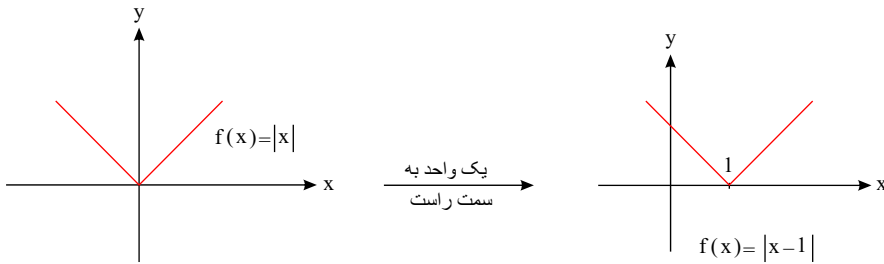 y
f(x)=|x|
x
یک واحد به
سمت راست
y
1
x
f(x)= |x−1|